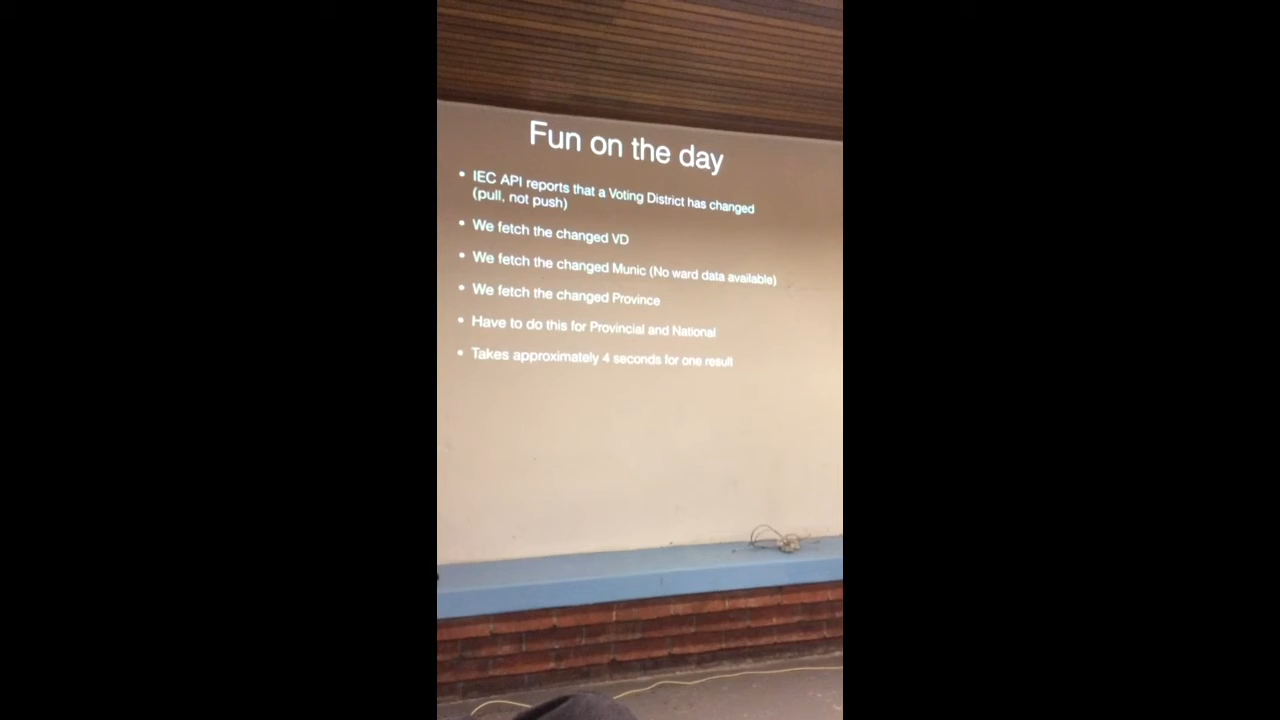 Fun on the day
• IEC API reports that a Voting District has changed
(pull, not push)
• We fetch the changed VD
• We fetch the changed Munic (No ward data available)
• We fetch the changed Province
• Have to do this for Provincial and National
• Takes approximately 4 seconds for one result